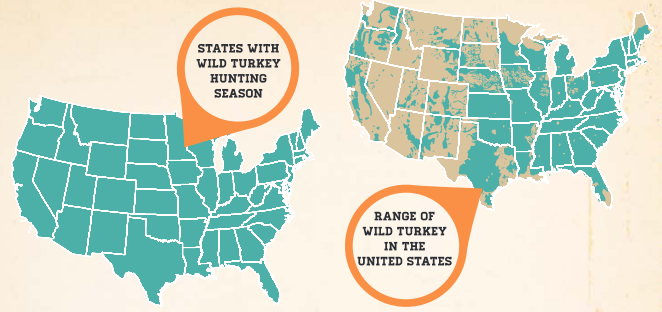 STATES WITH
WILD TURKEY
HUNTING
SEASON
RANGE OF
WILD TURKEY
IN THE
UNITED STATES